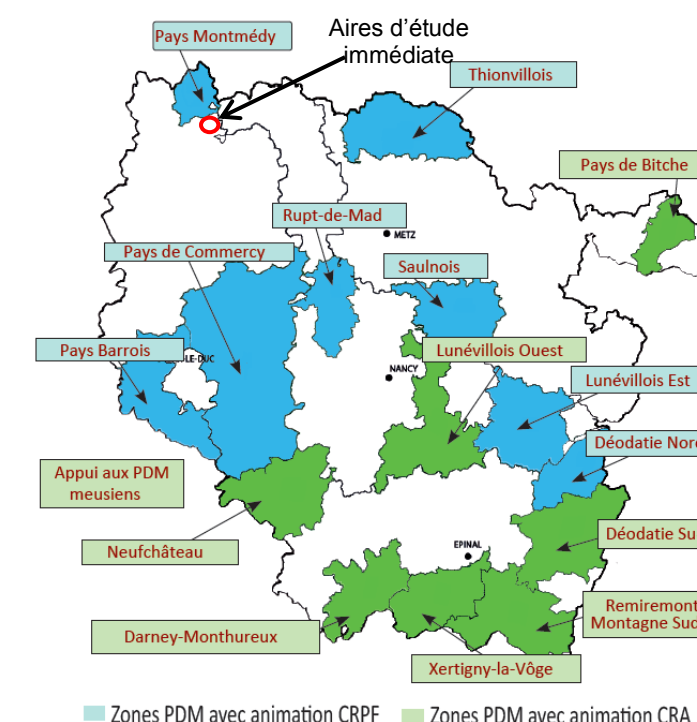 Aires d'étude
immédiate
Pays Montmédy
Thionvillois
Pays de Bitche
Rupt-de-Mad
METZ
Pays de Commercy
Saulnois
Pays Barrois
LE-DUC
Lunévillois Ouest
NANCY
Lunévillois Est
Déodatie Nord
Appui aux PDM
meusiens
Neufchâteau
EPINAL
Déodatie Su
Remiremont
Montagne Sud
Darney-Monthureux
Xertigny-la-Vôge
Zones PDM avec animation CRPF
Zones PDM avec animation CRA